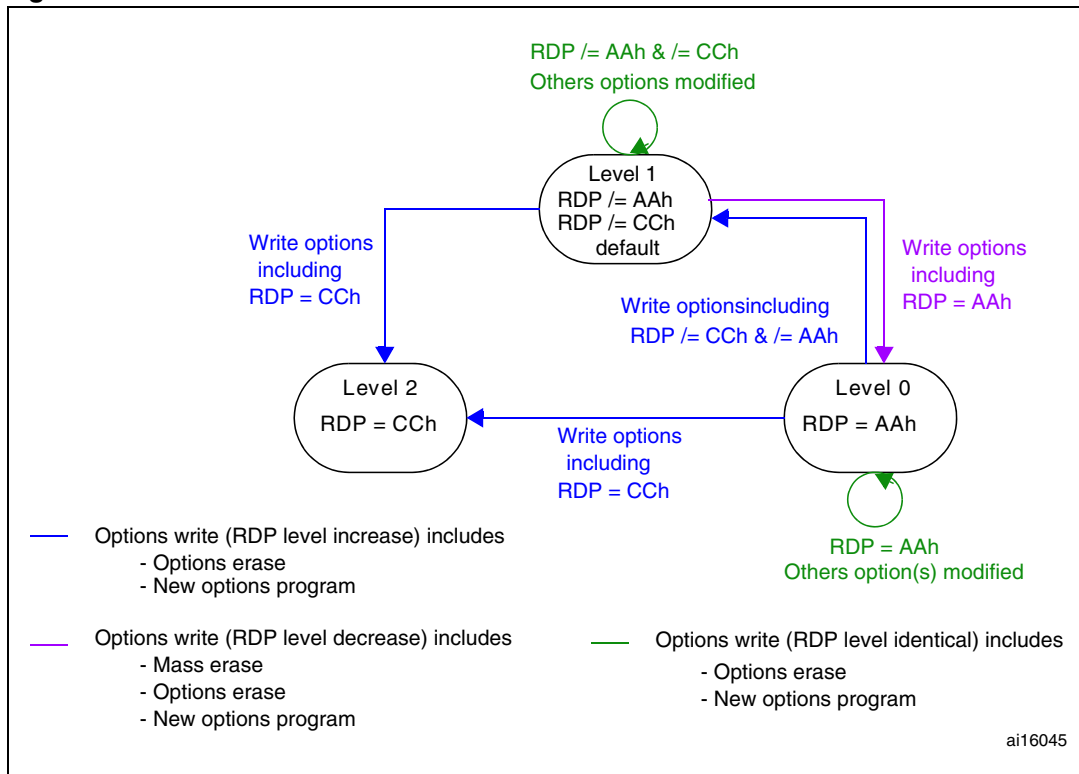 RDP /= AAh & /= CCh
Others options modified
Level 1
RDP /= AAh
RDP /= CCh
default
Write options
including
RDP = CCh
Write options
including
RDP = AAh
Write optionsincluding
RDP /= CCh & /= AAh
Level 2
RDP = CCh
Level 0
RDP = AAh
Write options
including
RDP = CCh
RDP = AAh
Others option(s) modified
Options write (RDP level increase) includes
- Options erase
- New options program
Options write (RDP level decrease) includes
- Mass erase
- Options erase
- New options program
Options write (RDP level identical) includes
- Options erase
- New options program
ai16045